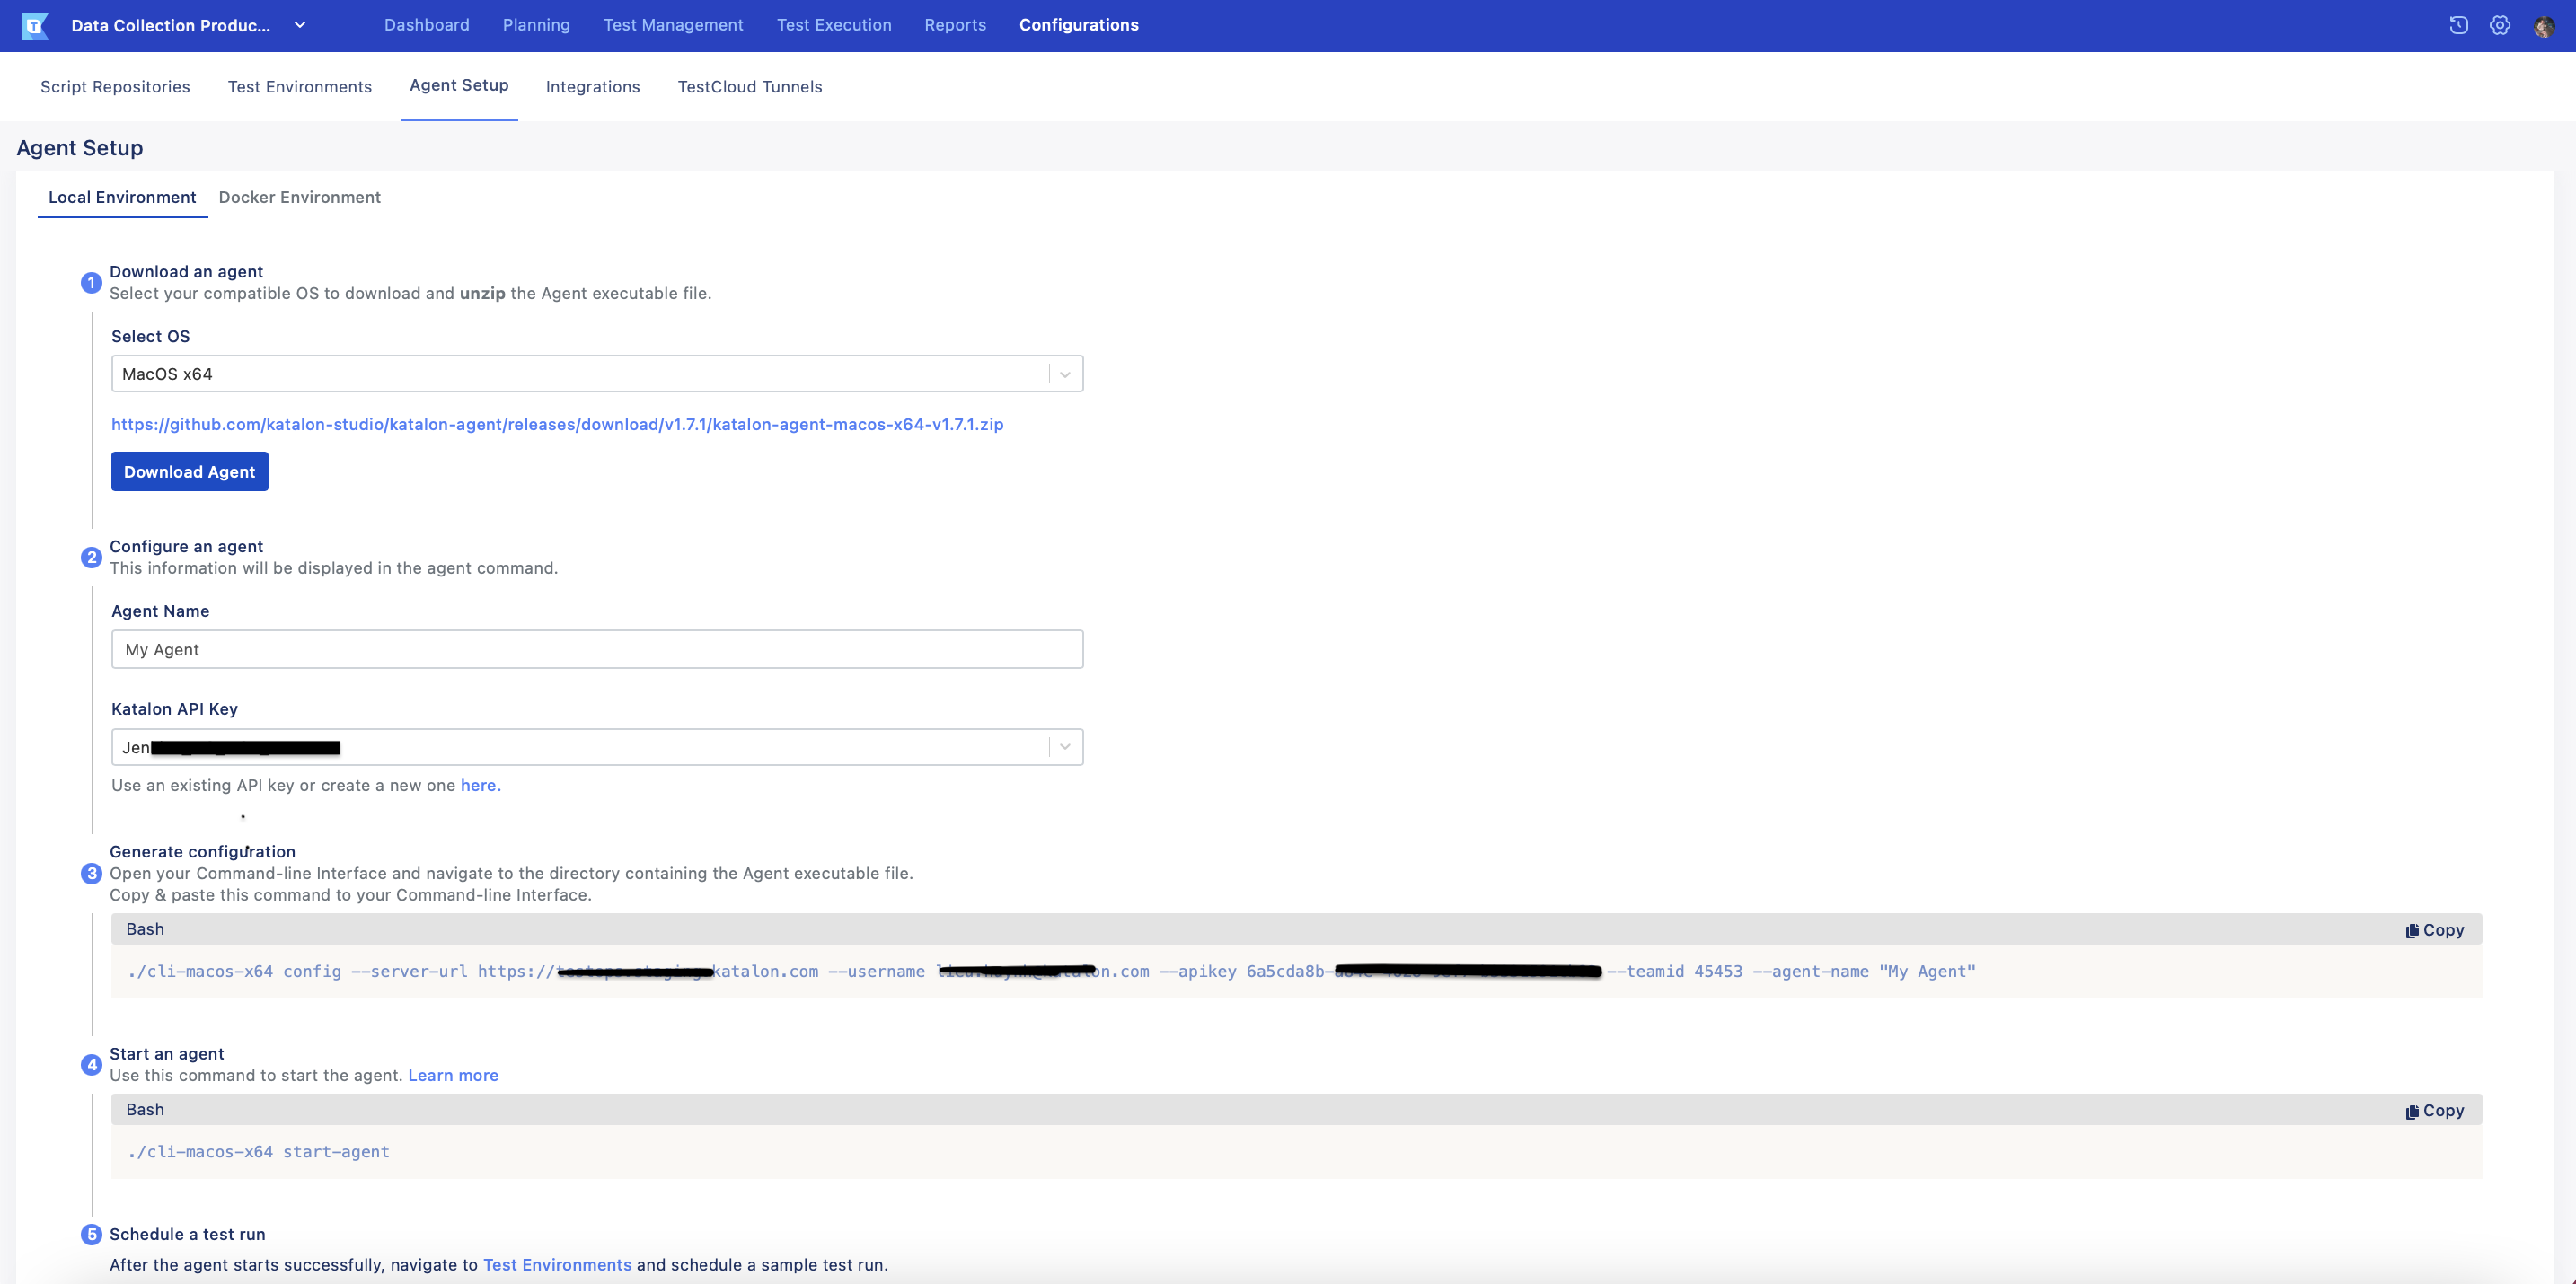 T Data Collection Produc... Dashboard Planning Test Management Test Execution Reports Configurations
Script Repositories Test Environments Agent Setup Integrations TestCloud Tunnels
Agent Setup
Local Environment Docker Environment
1 Download an agent
Select your compatible OS to download and unzip the Agent executable file.
Select OS
MacOS x64
https://github.com/katalon-studio/katalon-agent/releases/download/v1.7.1/katalon-agent-macos-x64-v1.7.1.zip
Download Agent
2 Configure an agent
This information will be displayed in the agent command.
Agent Name
My Agent
Katalon API Key
Jen
Use an existing API key or create a new one here.
Generate configuration
3 Open your Command-line Interface and navigate to the directory containing the Agent executable file.
Copy & paste this command to your Command-line Interface.
Bash Copy
./cli-macos-x64 config --server-url https:// katalon.com --username on.com --apikey 6a5cda8b- --teamid 45453 --agent-name "My Agent"
4 Start an agent
Use this command to start the agent. Learn more
Bash Copy
./cli-macos-x64 start-agent
5 Schedule a test run
After the agent starts successfully, navigate to Test Environments and schedule a sample test run.